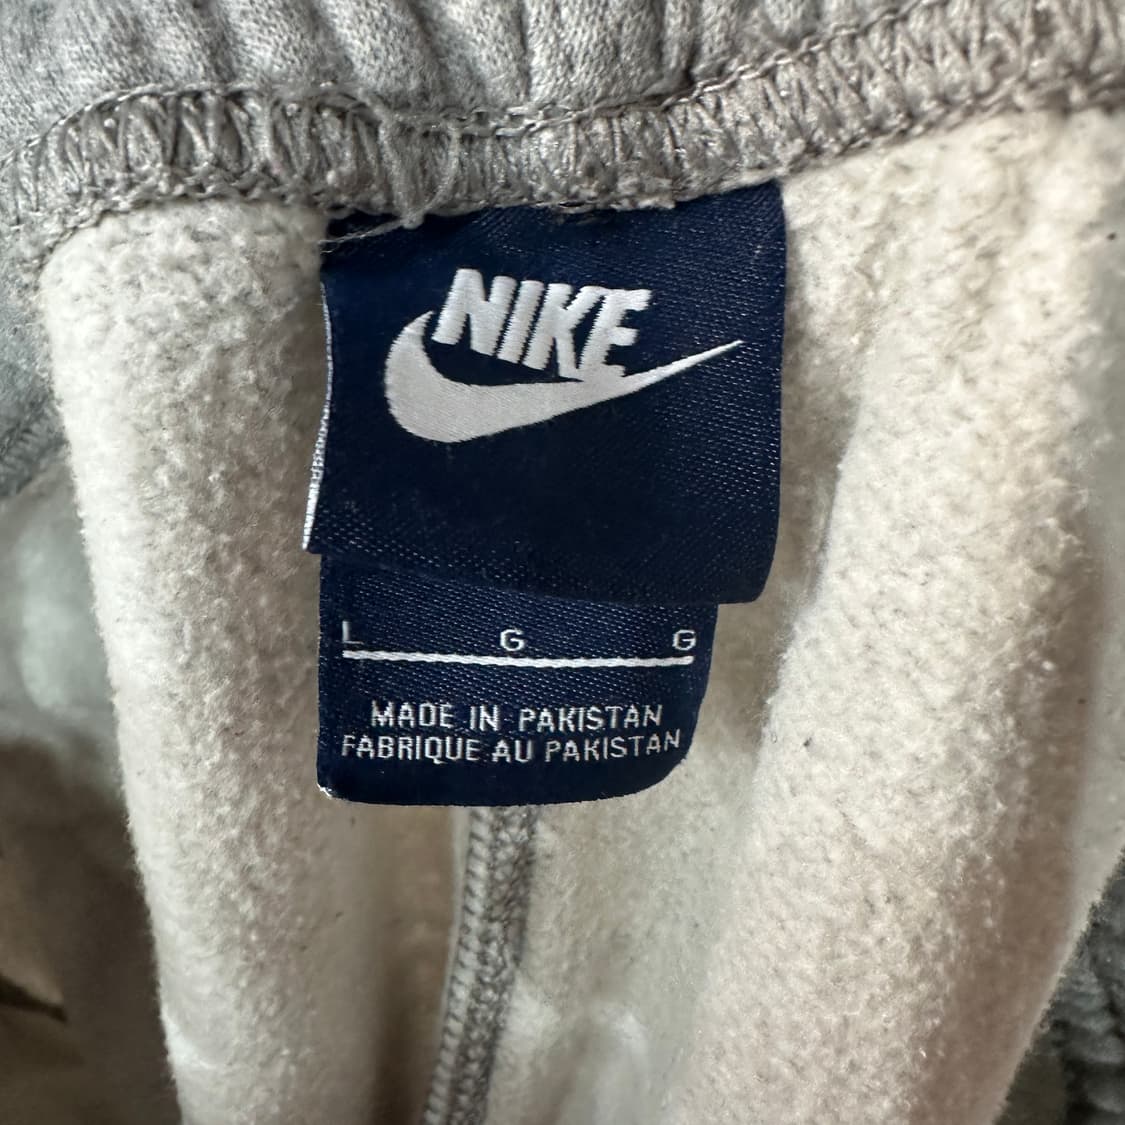 NIKE
L G G
MADE IN PAKISTAN
FABRIQUE AU PAKISTAN